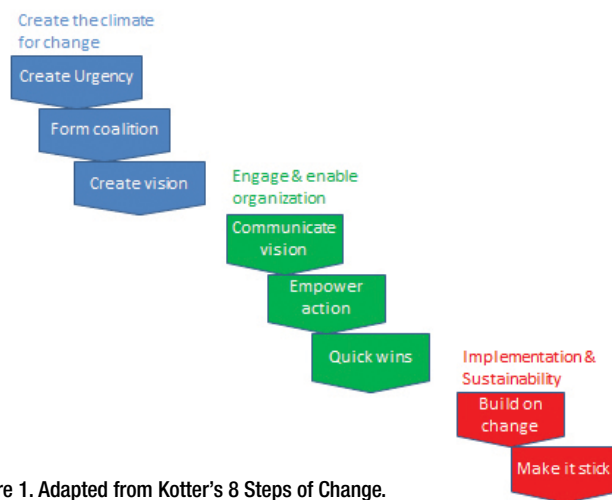 Create the climate
for change
Create Urgency
Form coalition
Create vision
Engage & enable
organization
Communicate
vision
Empower
action
Quick wins
Implementation &
Sustainability
Build on
change
Make it stick
re 1. Adapted from Kotter's 8 Steps of Change.